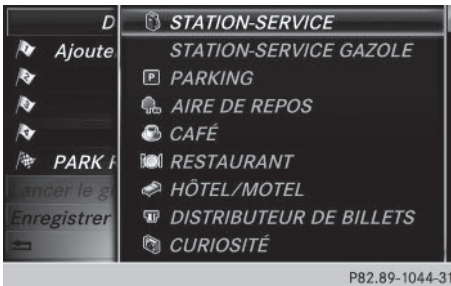 D
Ajoute
PARK
Lancer le g
Enregistrer
STATION-SERVICE
STATION-SERVICE GAZOLE
P PARKING
AIRE DE REPOS
CAFÉ
RESTAURANT
HÔTEL/MOTEL
DISTRIBUTEUR DE BILLETS
CURIOSITÉ
P82.89-1044-31